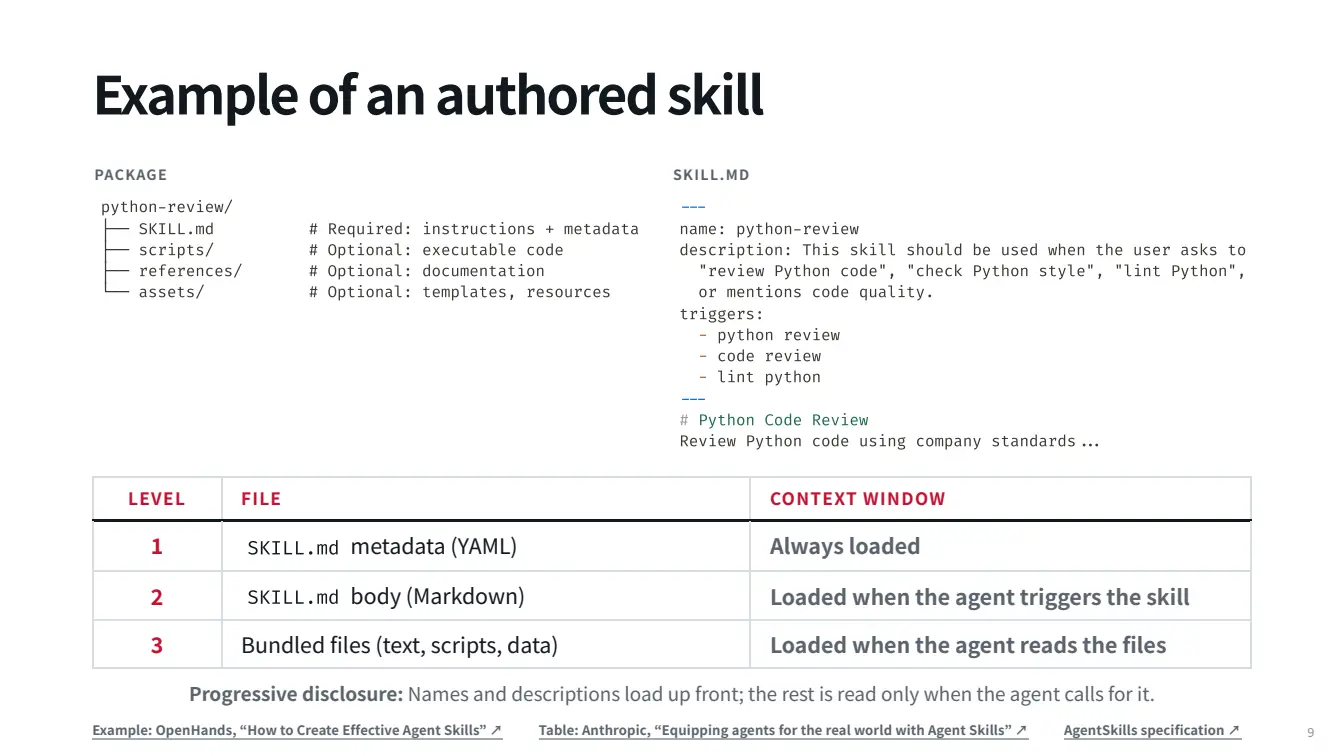 Example of an authored skill
PACKAGE
python-review/
├── SKILL.md          # Required: instructions + metadata
├── scripts/          # Optional: executable code
├── references/       # Optional: documentation
└── assets/           # Optional: templates, resources
SKILL.MD
---
name: python-review
description: This skill should be used when the user asks to
  "review Python code", "check Python style", "lint Python",
  or mentions code quality.
triggers:
  - python review
  - code review
  - lint python
---
# Python Code Review
Review Python code using company standards...
LEVEL FILE CONTEXT WINDOW
1 SKILL.md metadata (YAML) Always loaded
2 SKILL.md body (Markdown) Loaded when the agent triggers the skill
3 Bundled files (text, scripts, data) Loaded when the agent reads the files
Progressive disclosure: Names and descriptions load up front; the rest is read only when the agent calls for it.
Example: OpenHands, “How to Create Effective Agent Skills” ↗ Table: Anthropic, “Equipping agents for the real world with Agent Skills” ↗ AgentSkills specification ↗ 9